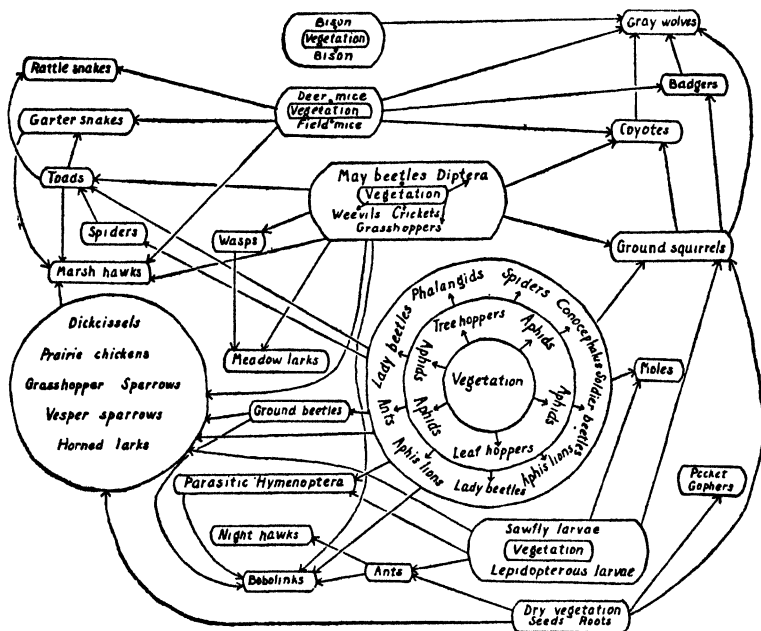 Bison
Vegetation
Bison
Gray wolves
Rattle snakes
Badgers
Deer mice
Vegetation
Field mice
Garter snakes
Coyotes
Toads
May beetles Diptera
Vegetation
Weevils Crickets
Grasshoppers
Spiders
Wasps
Ground squirrels
Marsh hawks
Dickcissels
Prairie chickens
Grasshopper Sparrows
Vesper sparrows
Horned larks
Meadow larks
Phalangids
Spiders
Conocephalus
Soldier beetles
Lady beetles
Tree hoppers
Aphids
Aphids
Vegetation
Aphids
Aphids
Leaf hoppers
Ants
Aphis lions
Lady beetles
Aphis lions
Moles
Ground beetles
Parasitic Hymenoptera
Pocket
Gophers
Night hawks
Sawfly larvae
Vegetation
Lepidopterous larvae
Bobolinks
Ants
Dry vegetation
Seeds Roots